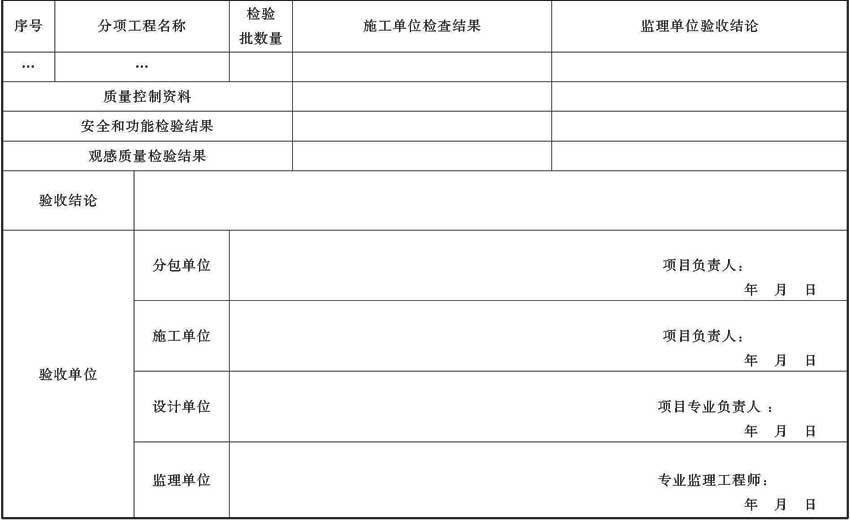 序号 分项工程名称 检验 施工单位检查结果 监理单位验收结论
批数量
… …
质量控制资料
安全和功能检验结果
观感质量检验结果
验收结论
验收单位
分包单位 项目负责人：
年 月 日
施工单位 项目负责人：
年 月 日
设计单位 项目专业负责人：
年 月 日
监理单位 专业监理工程师：
年 月 日